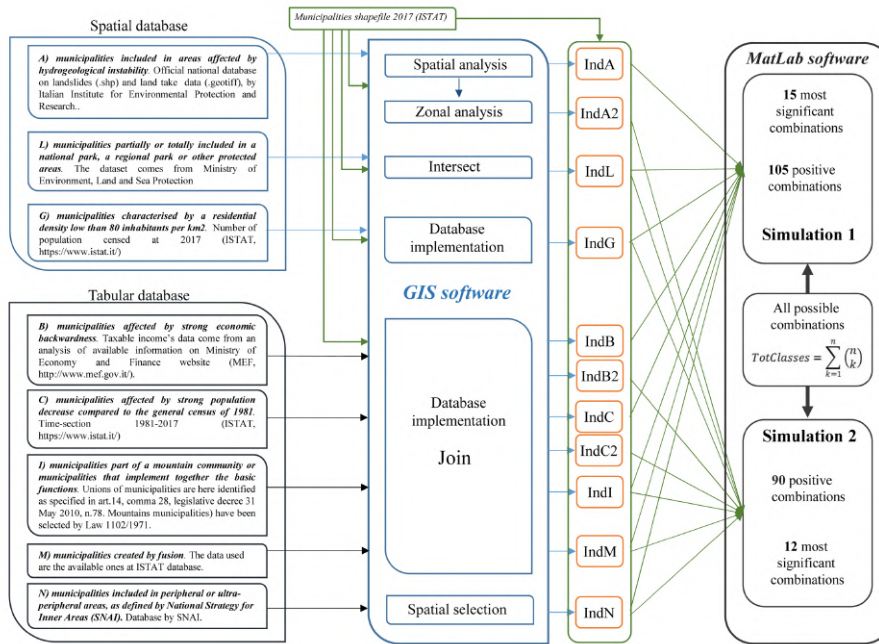 Municipalities shapefile 2017 (ISTAT)
Spatial database
A) municipalities included in areas affected by
hydrogeological instability. Official national database
on landslides (.shp) and land take data (.geotiff), by
Italian Institute for Environmental Protection and
Research..
L) municipalities partially or totally included in a
national park, a regional park or other protected
areas. The dataset comes from Ministry of
Environment, Land and Sea Protection
G) municipalities characterised by a residential
density low than 80 inhabitants per km2. Number of
population censed at 2017 (ISTAT,
https://www.istat.it/)
Tabular database
B) municipalities affected by strong economic
backwardness. Taxable income's data come from an
analysis of available information on Ministry of
Economy and Finance website (MEF,
http://www.mef.gov.it/).
C) municipalities affected by strong population
decrease compared to the general census of 1981.
Time-section 1981-2017 (ISTAT,
https://www.istat.it/)
I) municipalities part of a mountain community or
municipalities that implement together the basic
functions. Unions of municipalities are here identified
as specified in art.14, comma 28, legislative decree 31
May 2010, n.78. Mountains municipalities) have been
selected by Law 1102/1971.
M) municipalities created by fusion. The data used
are the available ones at ISTAT database.
N) municipalities included in peripheral or ultra-
peripheral areas, as defined by National Strategy for
Inner Areas (SNAI). Database by SNAI.
Spatial analysis
Zonal analysis
Intersect
Database
implementation
GIS software
Database
implementation
Join
Spatial selection
IndA
IndA2
IndL
IndG
IndB
IndB2
IndC
IndC2
IndI
IndM
IndN
MatLab software
15 most
significant
combinations
105 positive
combinations
Simulation 1
All possible
combinations
TotClasses = ∑ⁿₖ₌₁ (n k)
Simulation 2
90 positive
combinations
12 most
significant
combinations